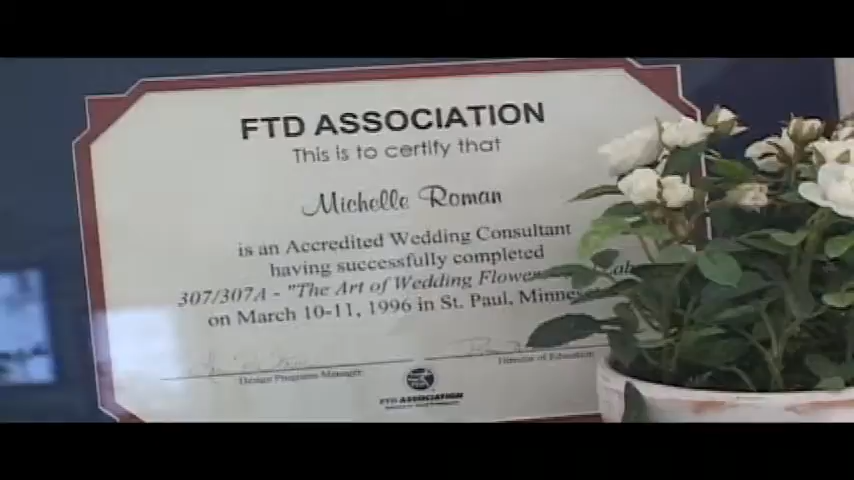 FTD ASSOCIATION
This is to certify that
Michelle Roman
is an Accredited Wedding Consultant
having successfully completed
307/307A - "The Art of Wedding
on March 10-11, 1996 in St. Paul,
Design Programs Manager
Director of Education
FTD ASSOCIATION